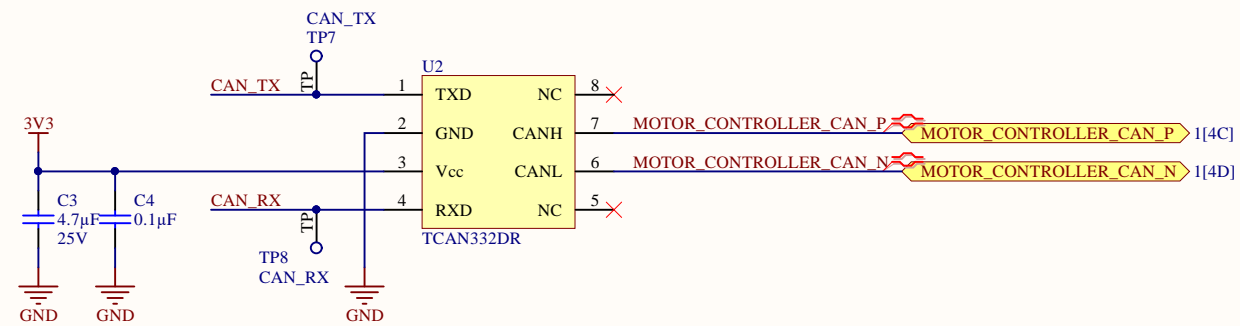 CAN_TX
TP7
TP
CAN_TX
U2
1
TXD
NC
8
3V3
2
GND
CANH
7
MOTOR_CONTROLLER_CAN_P
MOTOR_CONTROLLER_CAN_P
1[4C]
3
Vcc
CANL
6
MOTOR_CONTROLLER_CAN_N
MOTOR_CONTROLLER_CAN_N
1[4D]
CAN_RX
4
RXD
NC
5
C3
4.7µF
25V
C4
0.1µF
TP
TCAN332DR
TP8
CAN_RX
GND
GND
GND